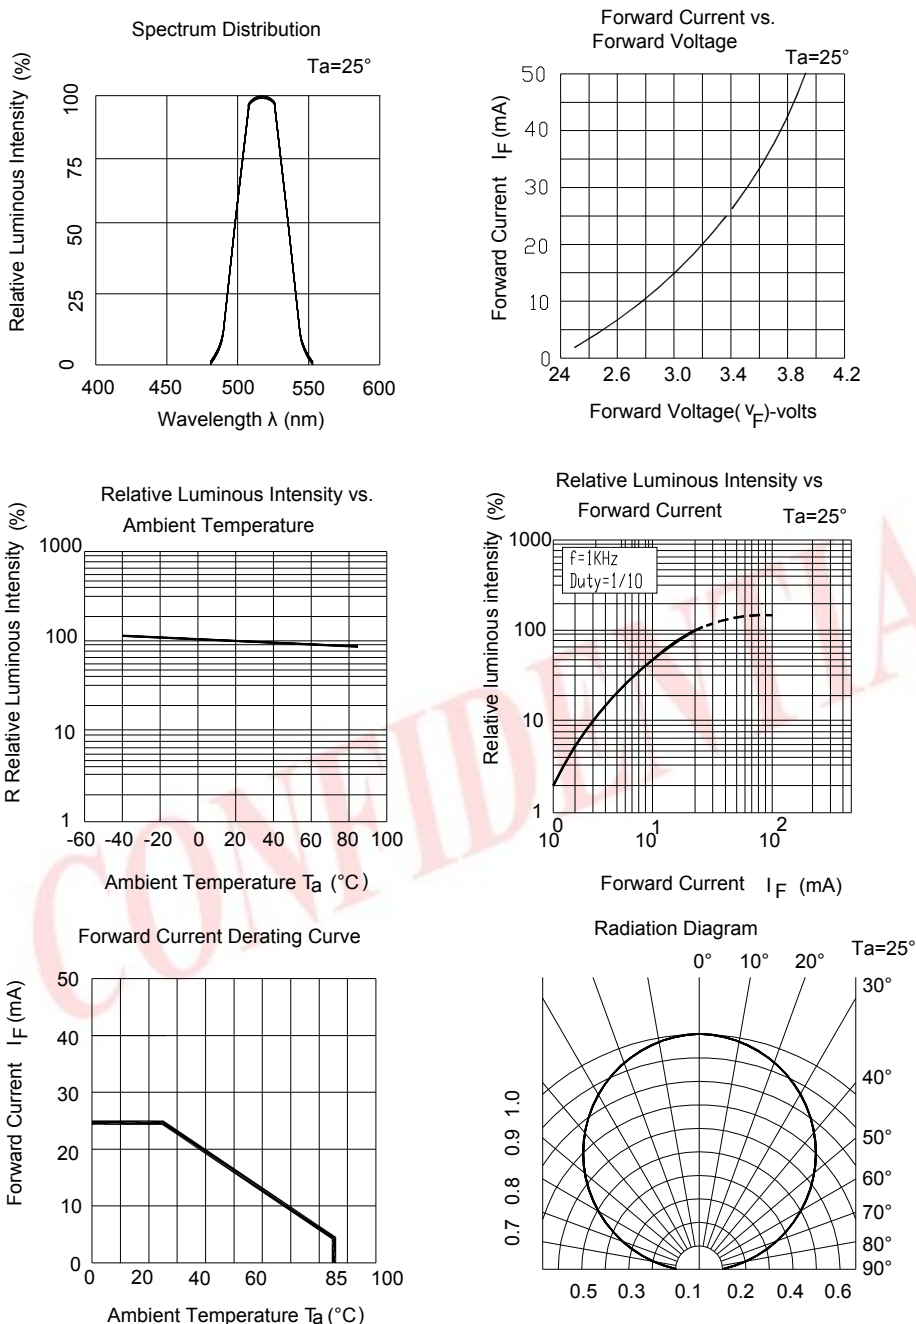 Spectrum Distribution
Ta=25°
Relative Luminous Intensity (%)
100
75
50
25
0
400 450 500 550 600
Wavelength λ (nm)
Forward Current vs.
Forward Voltage
Ta=25°
Forward Current IF (mA)
50
40
30
20
10
0
24 2.6 3.0 3.4 3.8 4.2
Forward Voltage(VF)-volts
Relative Luminous Intensity vs.
Ambient Temperature
R Relative Luminous Intensity (%)
1000
100
10
1
-60 -40 -20 0 20 40 60 80 100
Ambient Temperature Ta (°C)
Relative Luminous Intensity vs
Forward Current
Ta=25°
Relative luminous intensity (%)
f=1KHz
Duty=1/10
1000
100
10
1
10^0 10^1 10^2
Forward Current IF (mA)
Forward Current Derating Curve
Forward Current IF (mA)
50
40
30
20
10
0
0 20 40 60 85 100
Ambient Temperature Ta (°C)
Radiation Diagram
Ta=25°
0° 10° 20° 30°
40°
50°
60°
70°
80°
90°
1.0
0.9
0.8
0.7
0.5 0.3 0.1 0.2 0.4 0.6
CONFIDENTIA